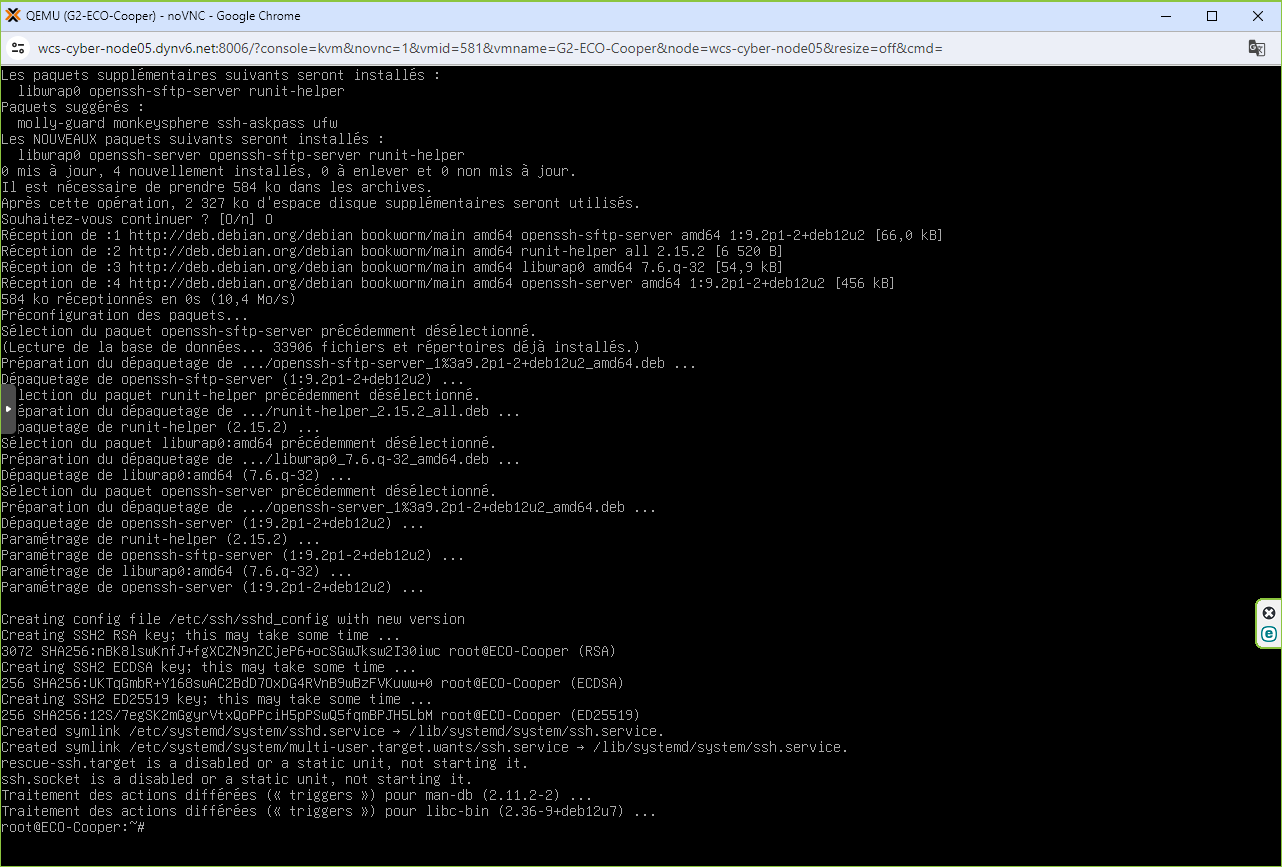 QEMU (G2-ECO-Cooper) - noVNC - Google Chrome
wcs-cyber-node05.dynv6.net:8006/?console=kvm&novnc=1&vmid=581&vmname=G2-ECO-Cooper&node=wcs-cyber-node05&resize=off&cmd=
Les paquets supplémentaires suivants seront installés :
libwrap0 openssh-sftp-server runit-helper
Paquets suggérés :
molly-guard monkeysphere ssh-askpass ufw
Les NOUVEAUX paquets suivants seront installés :
libwrap0 openssh-server openssh-sftp-server runit-helper
0 mis à jour, 4 nouvellement installés, 0 à enlever et 0 non mis à jour.
Il est nécessaire de prendre 584 ko dans les archives.
Après cette opération, 2 327 ko d'espace disque supplémentaires seront utilisés.
Souhaitez-vous continuer ? [O/n] O
Réception de :1 http://deb.debian.org/debian bookworm/main amd64 openssh-sftp-server amd64 1:9.2p1-2+deb12u2 [66,0 kB]
Réception de :2 http://deb.debian.org/debian bookworm/main amd64 runit-helper all 2.15.2 [6 520 B]
Réception de :3 http://deb.debian.org/debian bookworm/main amd64 libwrap0 amd64 7.6.q-32 [54,9 kB]
Réception de :4 http://deb.debian.org/debian bookworm/main amd64 openssh-server amd64 1:9.2p1-2+deb12u2 [456 kB]
584 ko réceptionnés en 0s (10,4 Mo/s)
Préconfiguration des paquets...
Sélection du paquet openssh-sftp-server précédemment désélectionné.
(Lecture de la base de données... 33906 fichiers et répertoires déjà installés.)
Préparation du dépaquetage de .../openssh-sftp-server_1%3a9.2p1-2+deb12u2_amd64.deb ...
Dépaquetage de openssh-sftp-server (1:9.2p1-2+deb12u2) ...
lection du paquet runit-helper précédemment désélectionné.
éparation du dépaquetage de .../runit-helper_2.15.2_all.deb ...
paquetage de runit-helper (2.15.2) ...
Sélection du paquet libwrap0:amd64 précédemment désélectionné.
Préparation du dépaquetage de .../libwrap0_7.6.q-32_amd64.deb ...
Dépaquetage de libwrap0:amd64 (7.6.q-32) ...
Sélection du paquet openssh-server précédemment désélectionné.
Préparation du dépaquetage de .../openssh-server_1%3a9.2p1-2+deb12u2_amd64.deb ...
Dépaquetage de openssh-server (1:9.2p1-2+deb12u2) ...
Paramétrage de runit-helper (2.15.2) ...
Paramétrage de openssh-sftp-server (1:9.2p1-2+deb12u2) ...
Paramétrage de libwrap0:amd64 (7.6.q-32) ...
Paramétrage de openssh-server (1:9.2p1-2+deb12u2) ...
Creating config file /etc/ssh/sshd_config with new version
Creating SSH2 RSA key; this may take some time ...
3072 SHA256:nBK8lswKnfJ+fgXCZN9nZCjeP6+ocSGwJksw2I30iwc root@ECO-Cooper (RSA)
Creating SSH2 ECDSA key; this may take some time ...
256 SHA256:UKTqGmbR+Y168swAC2BdD7OxDG4RVnB9wBzFVKuww+0 root@ECO-Cooper (ECDSA)
Creating SSH2 ED25519 key; this may take some time ...
256 SHA256:12S/7egSK2mGgyrVtxQoPPciH5pPSwQ5fqmBPJH5LbM root@ECO-Cooper (ED25519)
Created symlink /etc/systemd/system/sshd.service → /lib/systemd/system/ssh.service.
Created symlink /etc/systemd/system/multi-user.target.wants/ssh.service → /lib/systemd/system/ssh.service.
rescue-ssh.target is a disabled or a static unit, not starting it.
ssh.socket is a disabled or a static unit, not starting it.
Traitement des actions différées (« triggers ») pour man-db (2.11.2-2) ...
Traitement des actions différées (« triggers ») pour libc-bin (2.36-9+deb12u7) ...
root@ECO-Cooper:~#